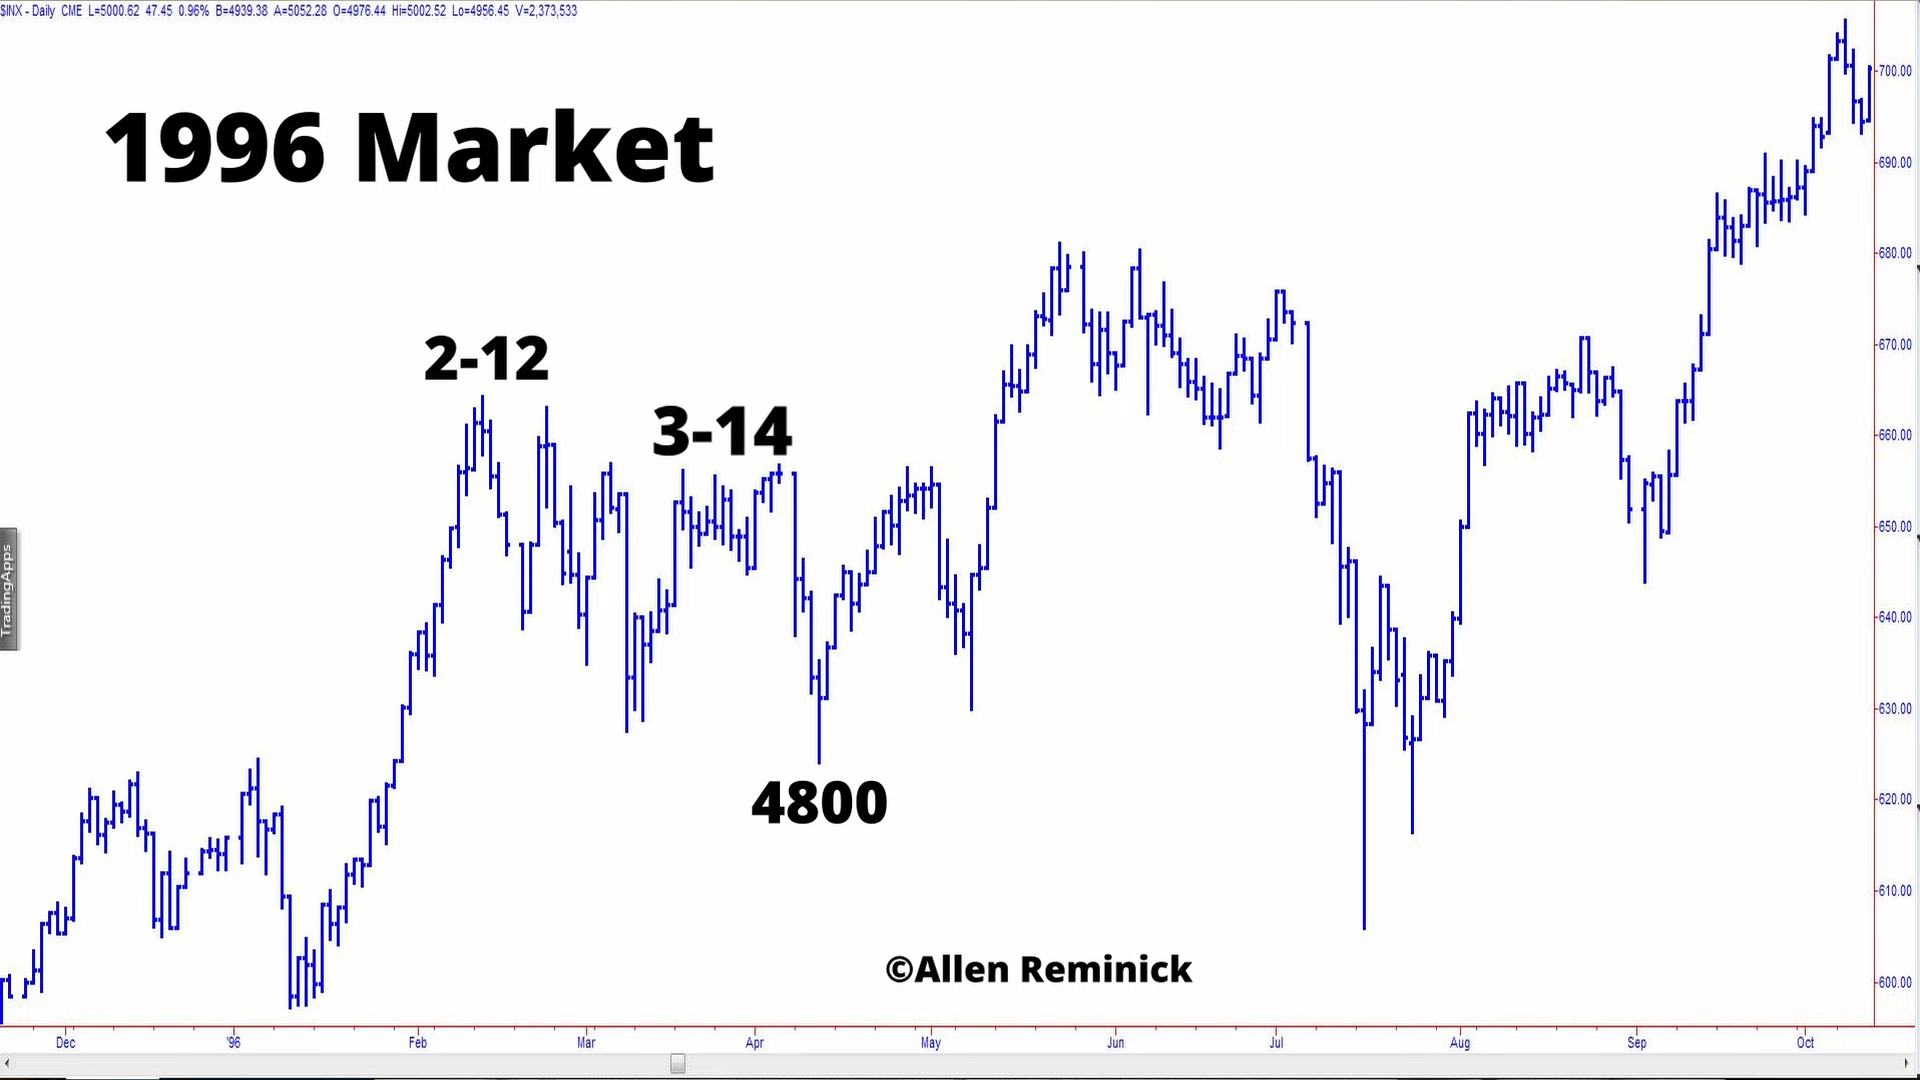 $INX - Daily CME L=5000.62 47.45 0.96% B=4939.38 A=5052.28 O=4976.44 Hi=5002.52 Lo=4956.45 V=2,373,533
1996 Market
2-12
3-14
4800
©Allen Reminick
TradingApps
700.00
690.00
680.00
670.00
660.00
650.00
640.00
630.00
620.00
610.00
600.00
Dec '96 Feb Mar Apr May Jun Jul Aug Sep Oct